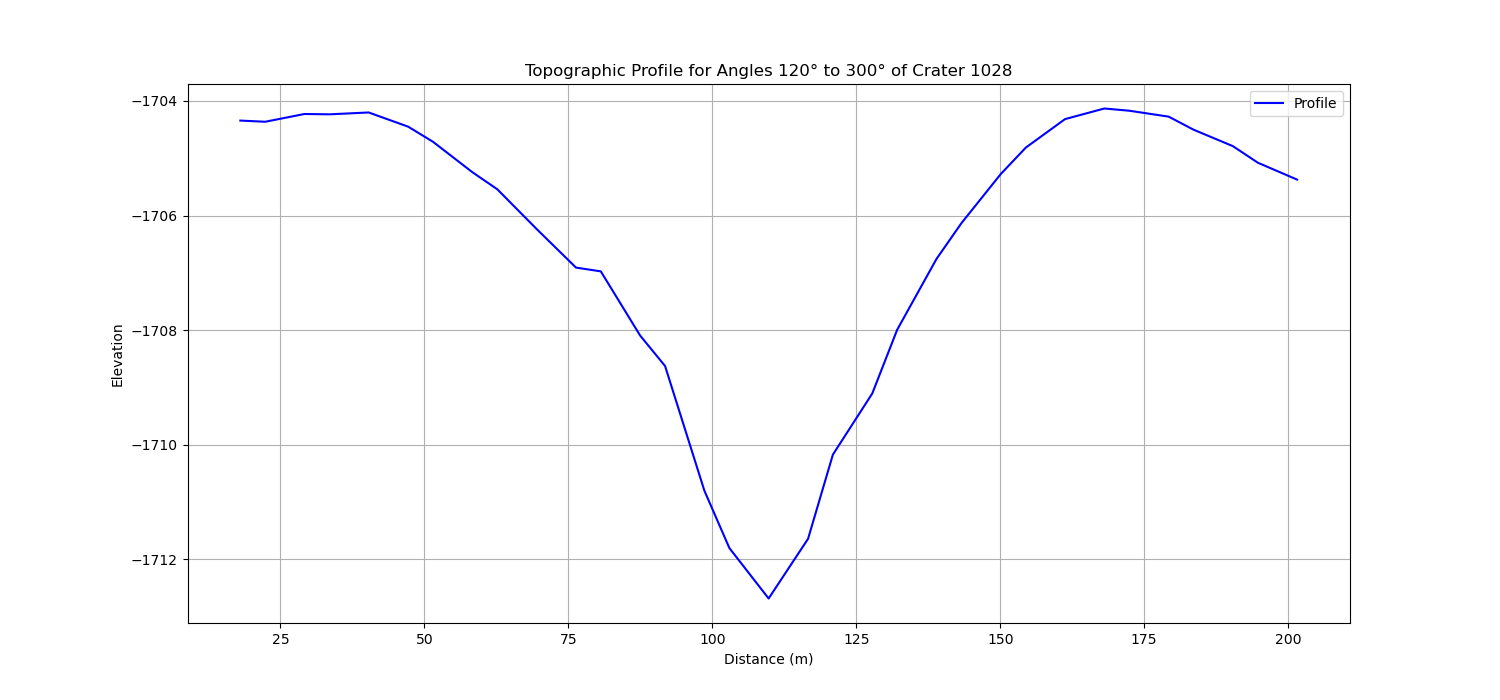 Topographic Profile for Angles 120° to 300° of Crater 1028
Profile
Elevation
−1704
−1706
−1708
−1710
−1712
25 50 75 100 125 150 175 200
Distance (m)